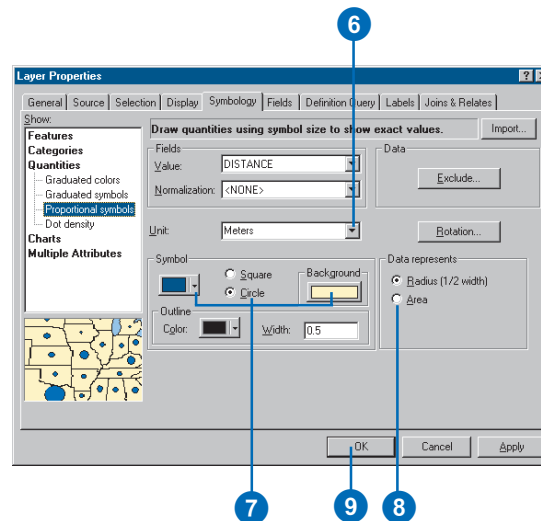 6
Layer Properties
General Source Selection Display Symbology Fields Definition Query Labels Joins & Relates
Show:
Features
Categories
Quantities
Graduated colors
Graduated symbols
Proportional symbols
Dot density
Charts
Multiple Attributes
Draw quantities using symbol size to show exact values.
Import...
Fields
Value: DISTANCE
Normalization: <NONE>
Data
Exclude...
Unit: Meters
Rotation...
Symbol
Square
Circle
Background
Outline
Color: Width: 0.5
Data represents
Radius (1/2 width)
Area
OK Cancel Apply
7 9 8